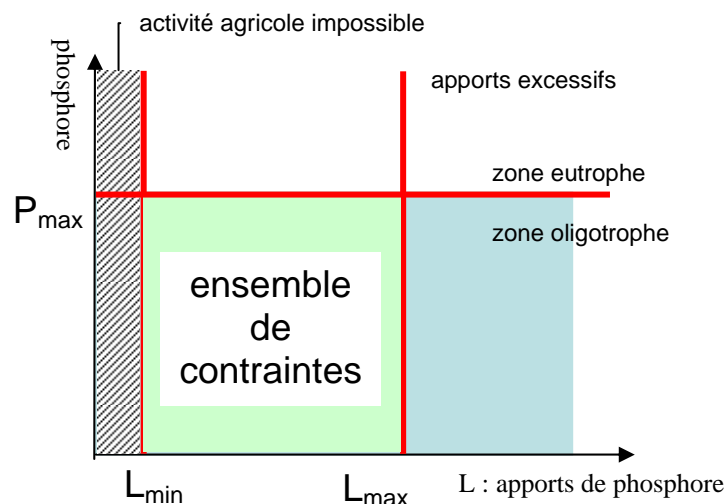 activité agricole impossible
phosphore
apports excessifs
zone eutrophe
Pmax
zone oligotrophe
ensemble
de
contraintes
Lmin
Lmax
L : apports de phosphore